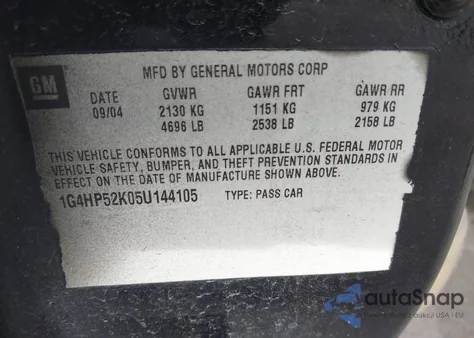 GM
MFD BY GENERAL MOTORS CORP
DATE GVWR GAWR FRT GAWR RR
09/04 2130 KG 1151 KG 979 KG
4696 LB 2538 LB 2158 LB
THIS VEHICLE CONFORMS TO ALL APPLICABLE U.S. FEDERAL MOTOR
VEHICLE SAFETY, BUMPER, AND THEFT PREVENTION STANDARDS IN
EFFECT ON THE DATE OF MANUFACTURE SHOWN ABOVE.
1G4HP52K05U144105 TYPE: PASS CAR
autoSnap
USA - EU